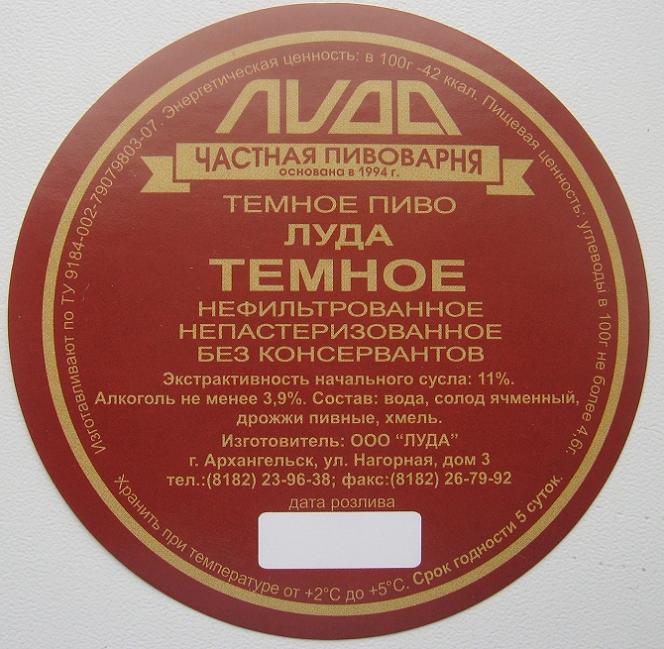 Изготавливают по ТУ 9184-002-79079803-07. Энергетическая ценность: в 100г -42 ккал. Пищевая ценность: углеводы в 100г не более 4,6г.
ЛУДА
ЧАСТНАЯ ПИВОВАРНЯ
основана в 1994 г.
ТЕМНОЕ ПИВО
ЛУДА
ТЕМНОЕ
НЕФИЛЬТРОВАННОЕ
НЕПАСТЕРИЗОВАННОЕ
БЕЗ КОНСЕРВАНТОВ
Экстрактивность начального сусла: 11%.
Алкоголь не менее 3,9%. Состав: вода, солод ячменный,
дрожжи пивные, хмель.
Изготовитель: ООО "ЛУДА"
г. Архангельск, ул. Нагорная, дом 3
тел.:(8182) 23-96-38; факс:(8182) 26-79-92
дата розлива
Хранить при температуре от +2°С до +5°С. Срок годности 5 суток.